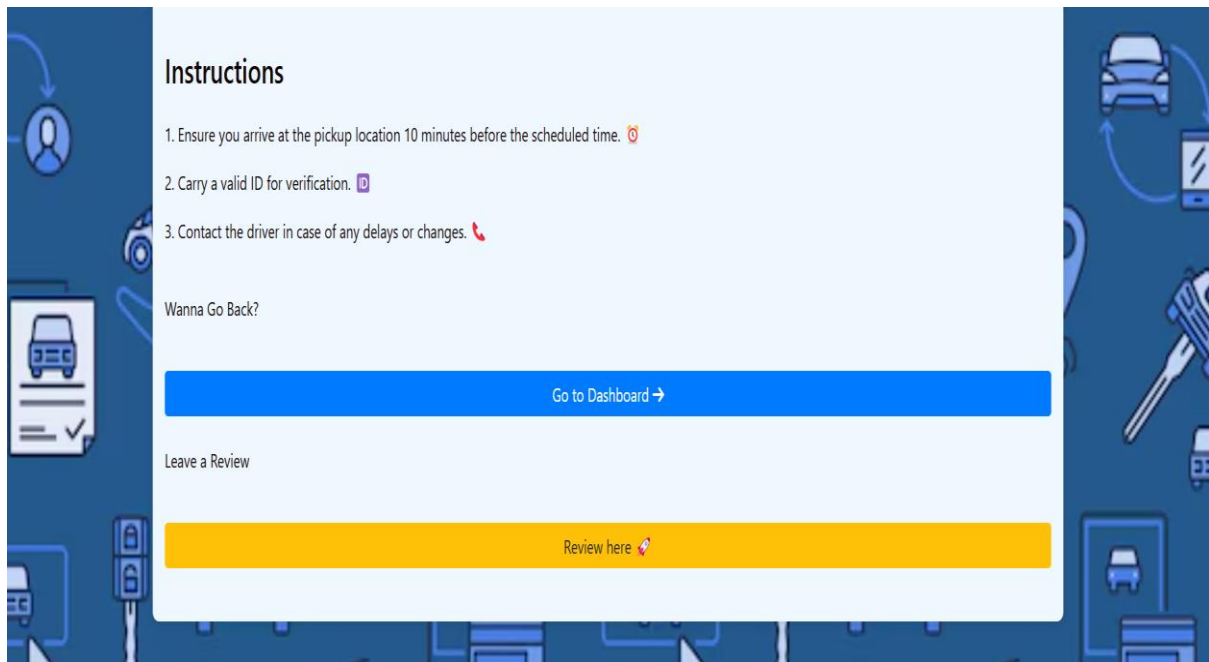 Instructions
1. Ensure you arrive at the pickup location 10 minutes before the scheduled time. ⏰
2. Carry a valid ID for verification. 🆔
3. Contact the driver in case of any delays or changes. 📞
Wanna Go Back?
Go to Dashboard →
Leave a Review
Review here 🚀